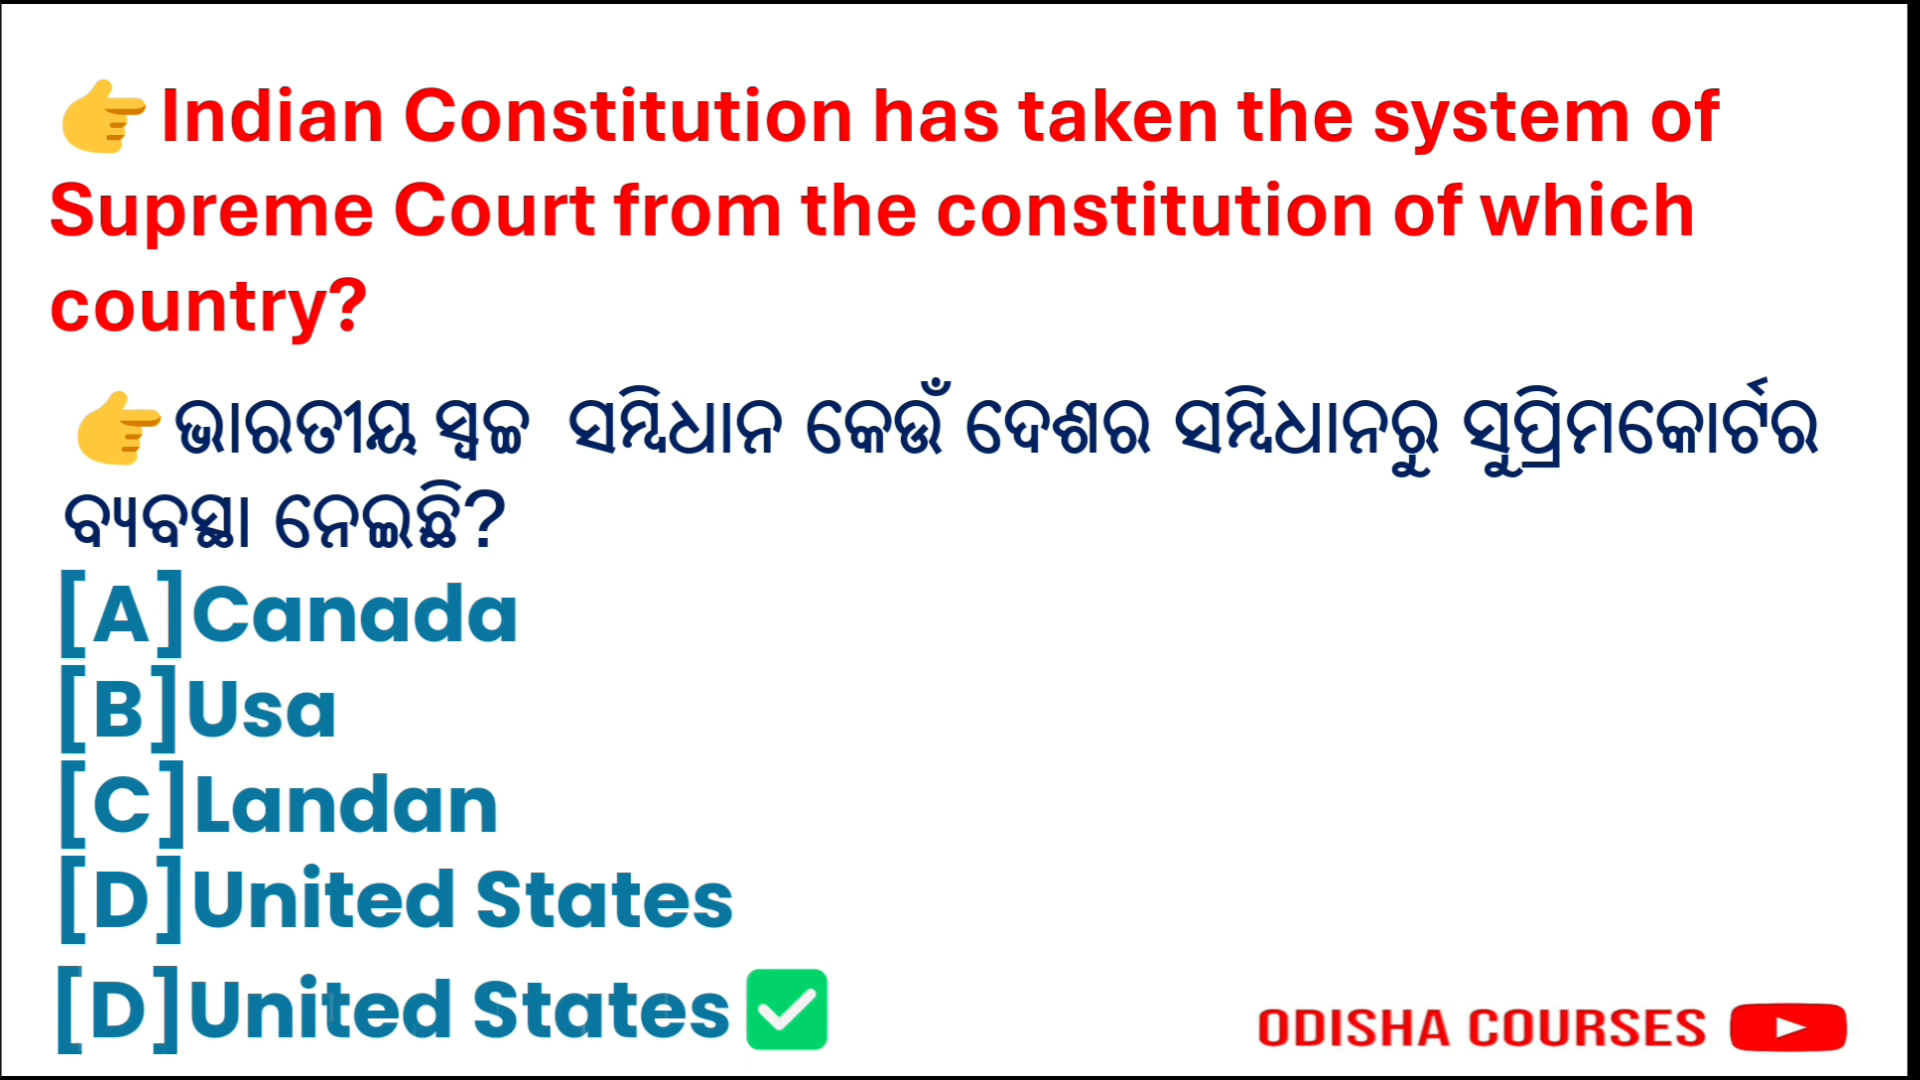 👉Indian Constitution has taken the system of
Supreme Court from the constitution of which
country?
👉ଭାରତୀୟ ସ୍ଵଚ୍ଚ ସମ୍ବିଧାନ କେଉଁ ଦେଶର ସମ୍ବିଧାନରୁ ସୁପ୍ରିମକୋର୍ଟର
ବ୍ୟବସ୍ଥା ନେଇଛି?
[A]Canada
[B]Usa
[C]Landan
[D]United States
[D]United States ✅
ODISHA COURSES